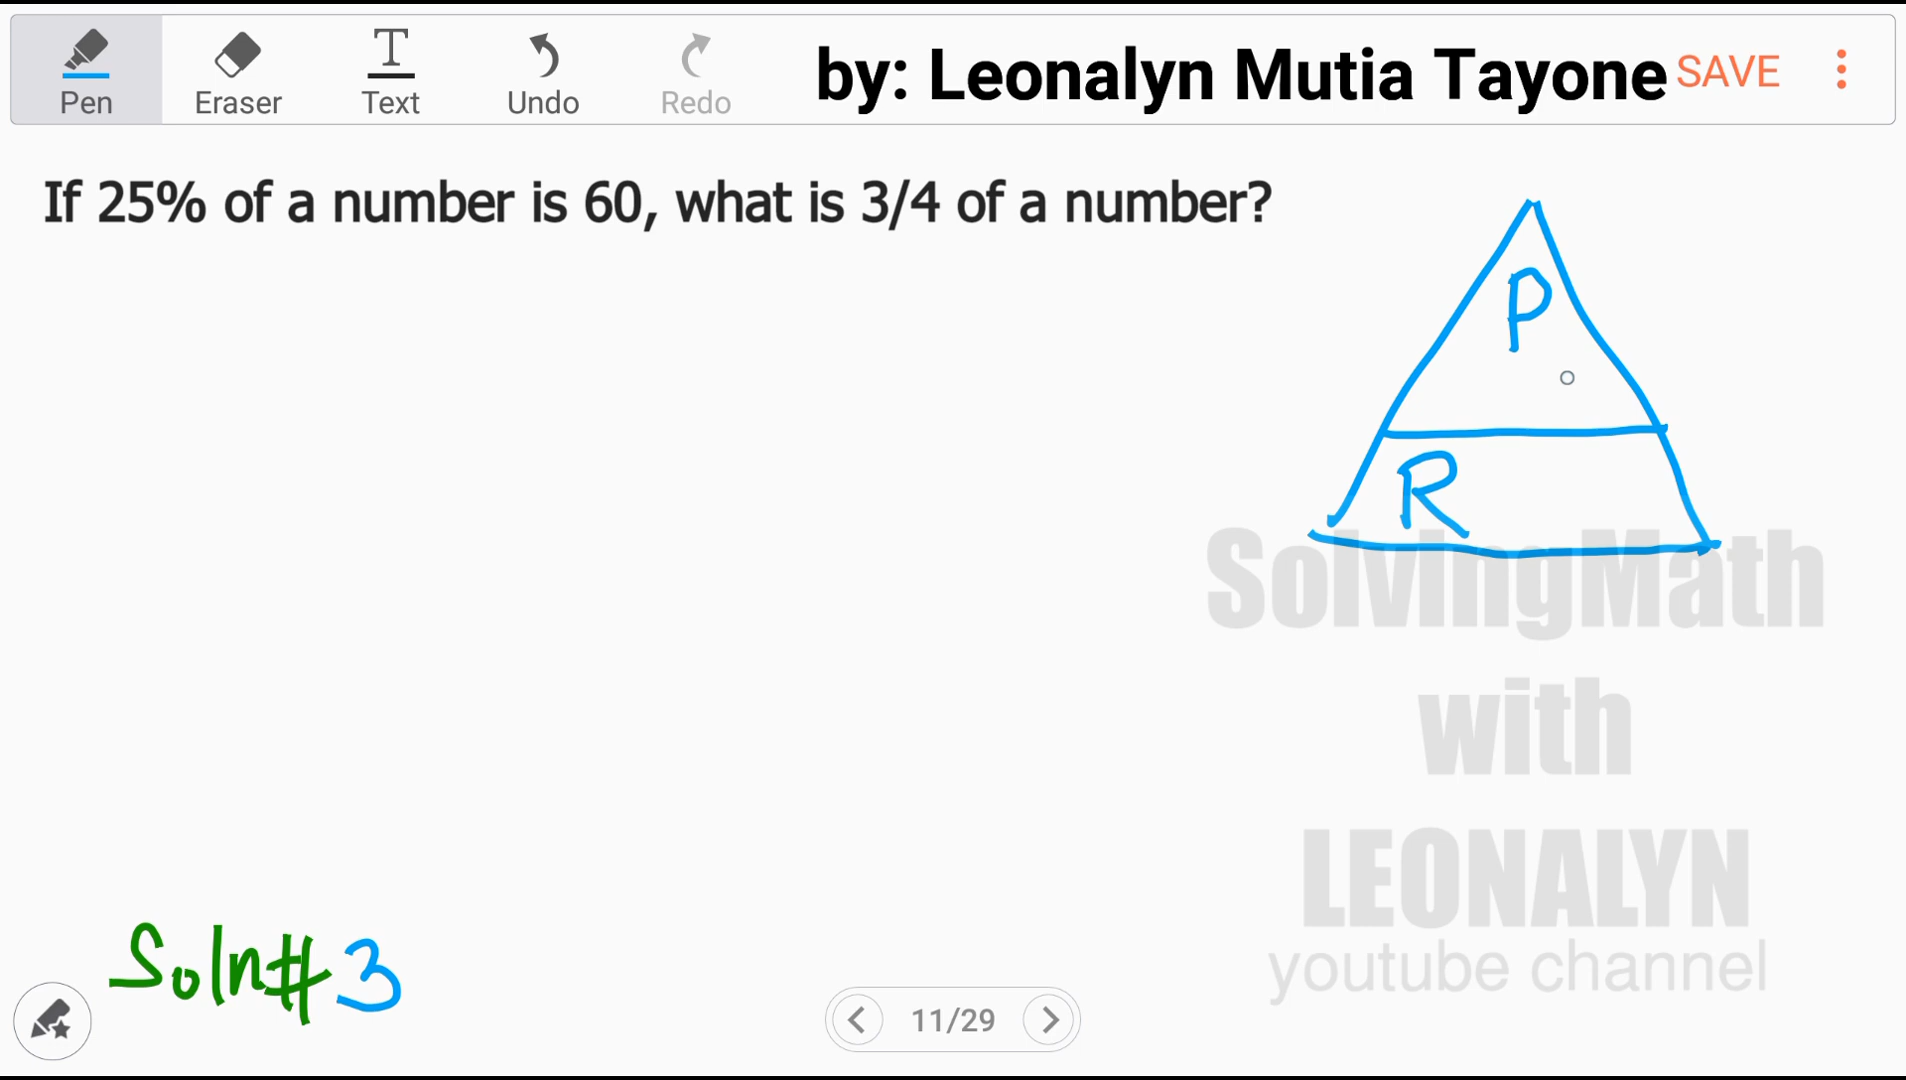 Pen
Eraser
Text
Undo
Redo
by: Leonalyn Mutia Tayone
SAVE
If 25% of a number is 60, what is 3/4 of a number?
P
R
SolvingMath
with
LEONALYN
youtube channel
Soln#3
11/29